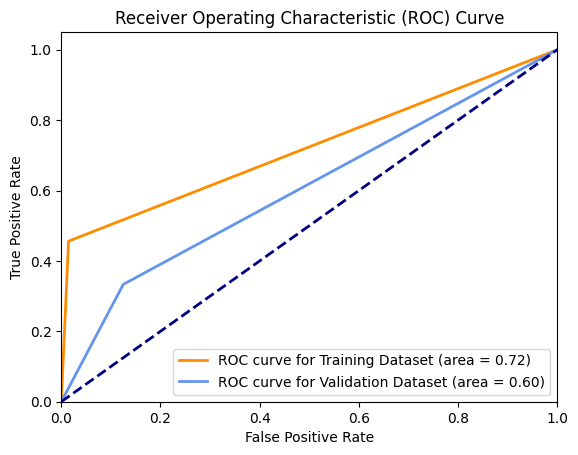 Receiver Operating Characteristic (ROC) Curve
1.0
0.8
0.6
0.4
0.2
0.0
True Positive Rate
ROC curve for Training Dataset (area = 0.72)
ROC curve for Validation Dataset (area = 0.60)
0.0 0.2 0.4 0.6 0.8 1.0
False Positive Rate